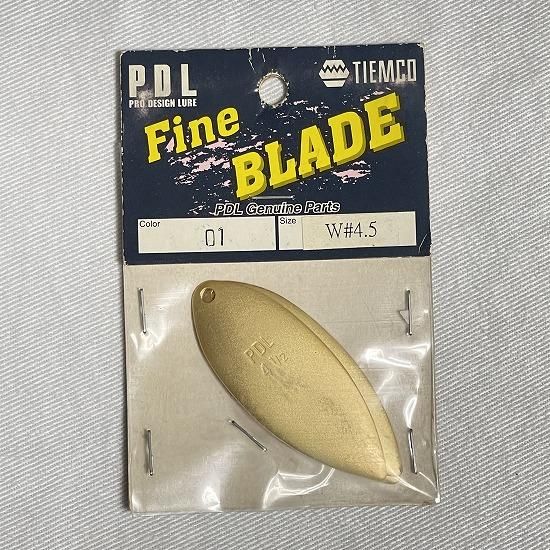 PDL
PRO DESIGN LURE
TIEMCO
Fine
BLADE
PDL Genuine Parts
Color 01 Size W#4.5
PDL
4 1/2